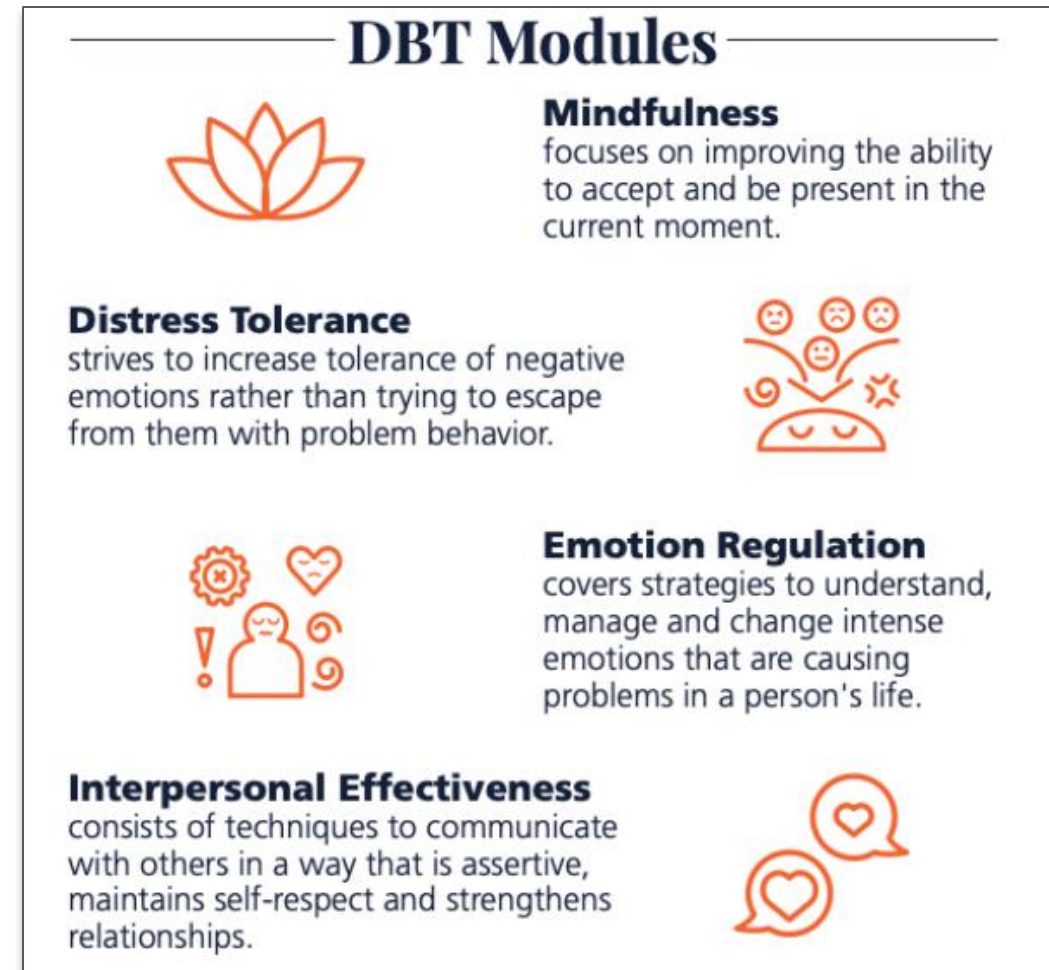 DBT Modules
Mindfulness
focuses on improving the ability
to accept and be present in the
current moment.
Distress Tolerance
strives to increase tolerance of negative
emotions rather than trying to escape
from them with problem behavior.
Emotion Regulation
covers strategies to understand,
manage and change intense
emotions that are causing
problems in a person's life.
Interpersonal Effectiveness
consists of techniques to communicate
with others in a way that is assertive,
maintains self-respect and strengthens
relationships.